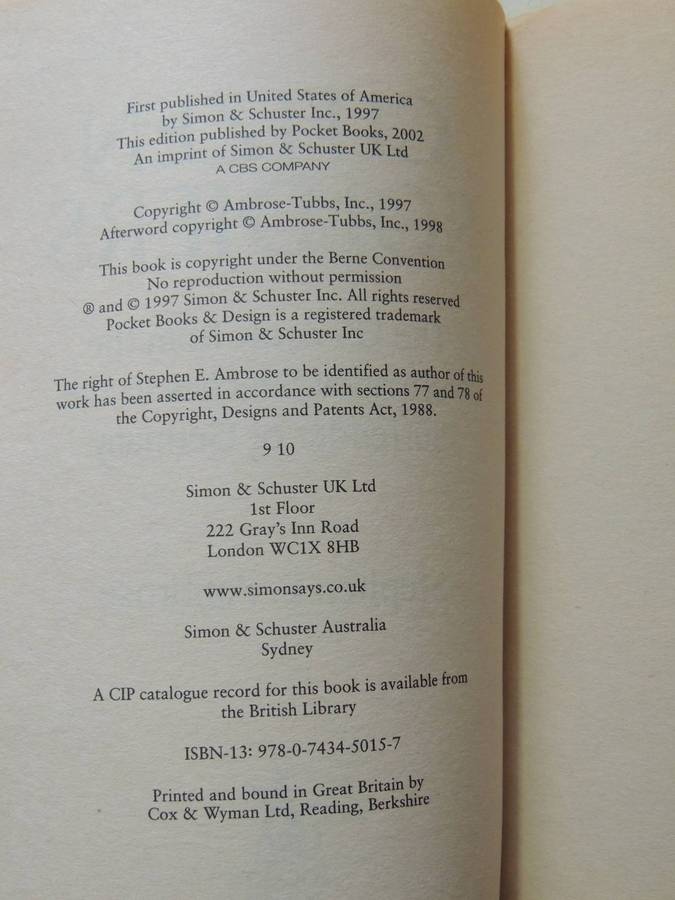 First published in United States of America
by Simon & Schuster Inc., 1997
This edition published by Pocket Books, 2002
An imprint of Simon & Schuster UK Ltd
A CBS COMPANY
Copyright © Ambrose-Tubbs, Inc., 1997
Afterword copyright © Ambrose-Tubbs, Inc., 1998
This book is copyright under the Berne Convention
No reproduction without permission
® and © 1997 Simon & Schuster Inc. All rights reserved
Pocket Books & Design is a registered trademark
of Simon & Schuster Inc
The right of Stephen E. Ambrose to be identified as author of this
work has been asserted in accordance with sections 77 and 78 of
the Copyright, Designs and Patents Act, 1988.
9 10
Simon & Schuster UK Ltd
1st Floor
222 Gray's Inn Road
London WC1X 8HB
www.simonsays.co.uk
Simon & Schuster Australia
Sydney
A CIP catalogue record for this book is available from
the British Library
ISBN-13: 978-0-7434-5015-7
Printed and bound in Great Britain by
Cox & Wyman Ltd, Reading, Berkshire